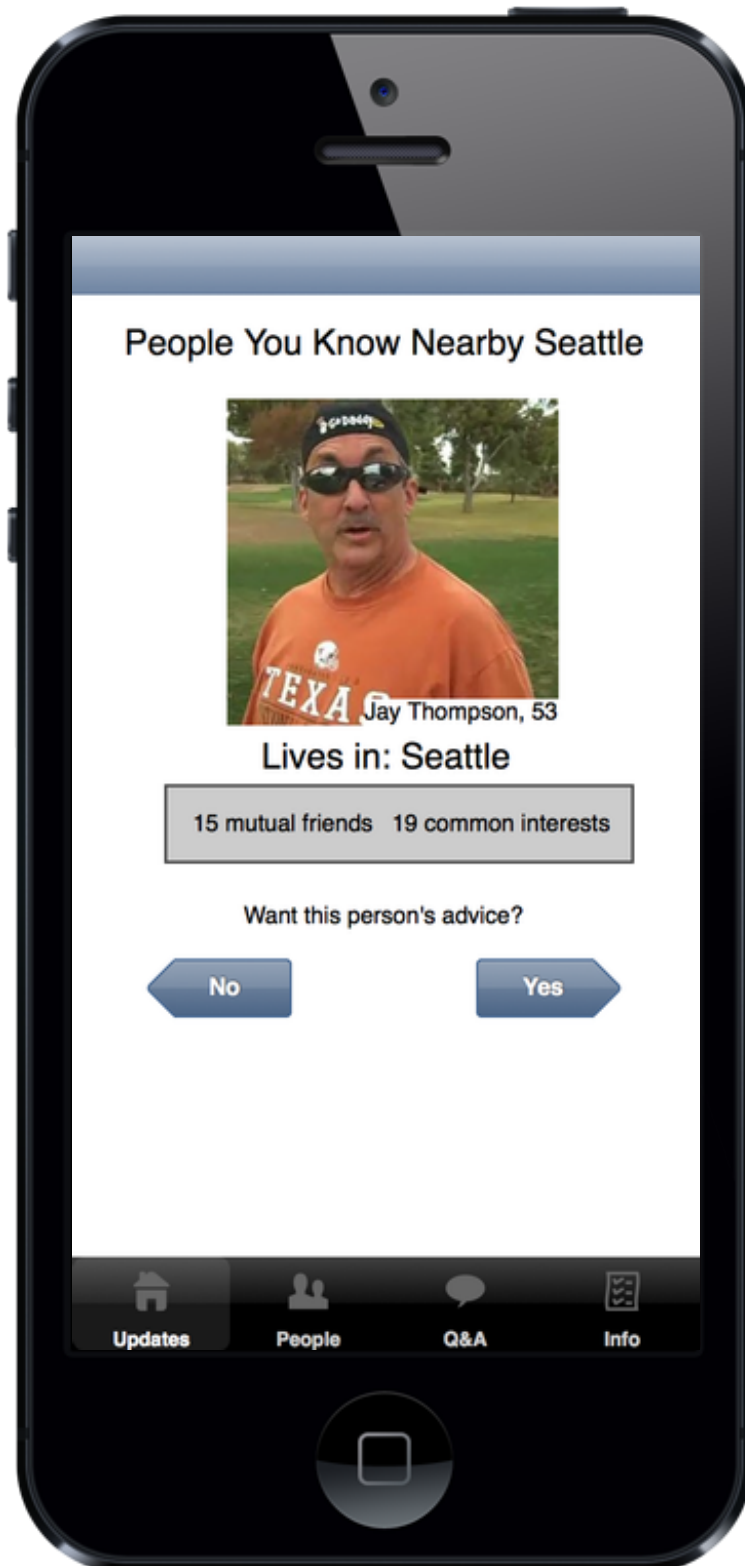 People You Know Nearby Seattle
GoDaddy
TEXAS
Jay Thompson, 53
Lives in: Seattle
15 mutual friends 19 common interests
Want this person's advice?
No Yes
Updates People Q&A Info